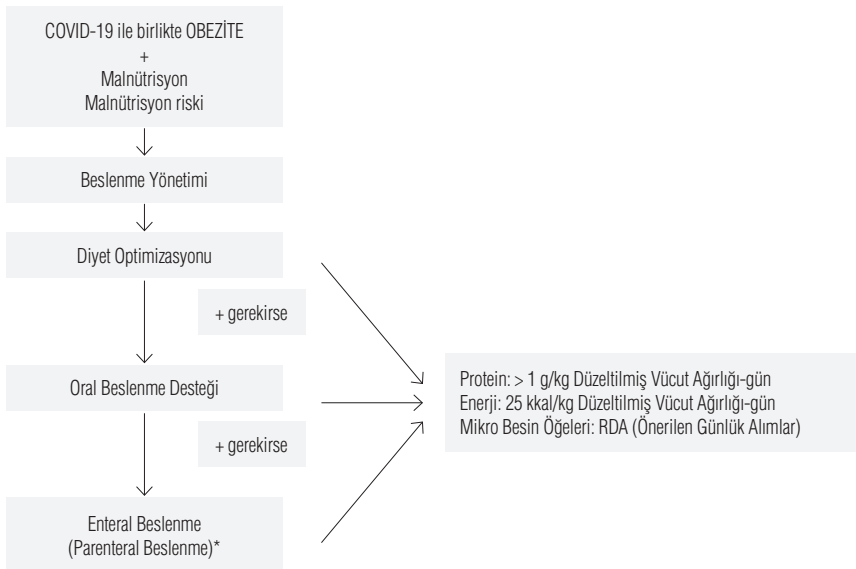 COVID-19 ile birlikte OBEZİTE
+
Malnütrisyon
Malnütrisyon riski
Beslenme Yönetimi
Diyet Optimizasyonu
+ gerekirse
Oral Beslenme Desteği
+ gerekirse
Enteral Beslenme
(Parenteral Beslenme)*
Protein: > 1 g/kg Düzeltilmiş Vücut Ağırlığı-gün
Enerji: 25 kkal/kg Düzeltilmiş Vücut Ağırlığı-gün
Mikro Besin Öğeleri: RDA (Önerilen Günlük Alımlar)